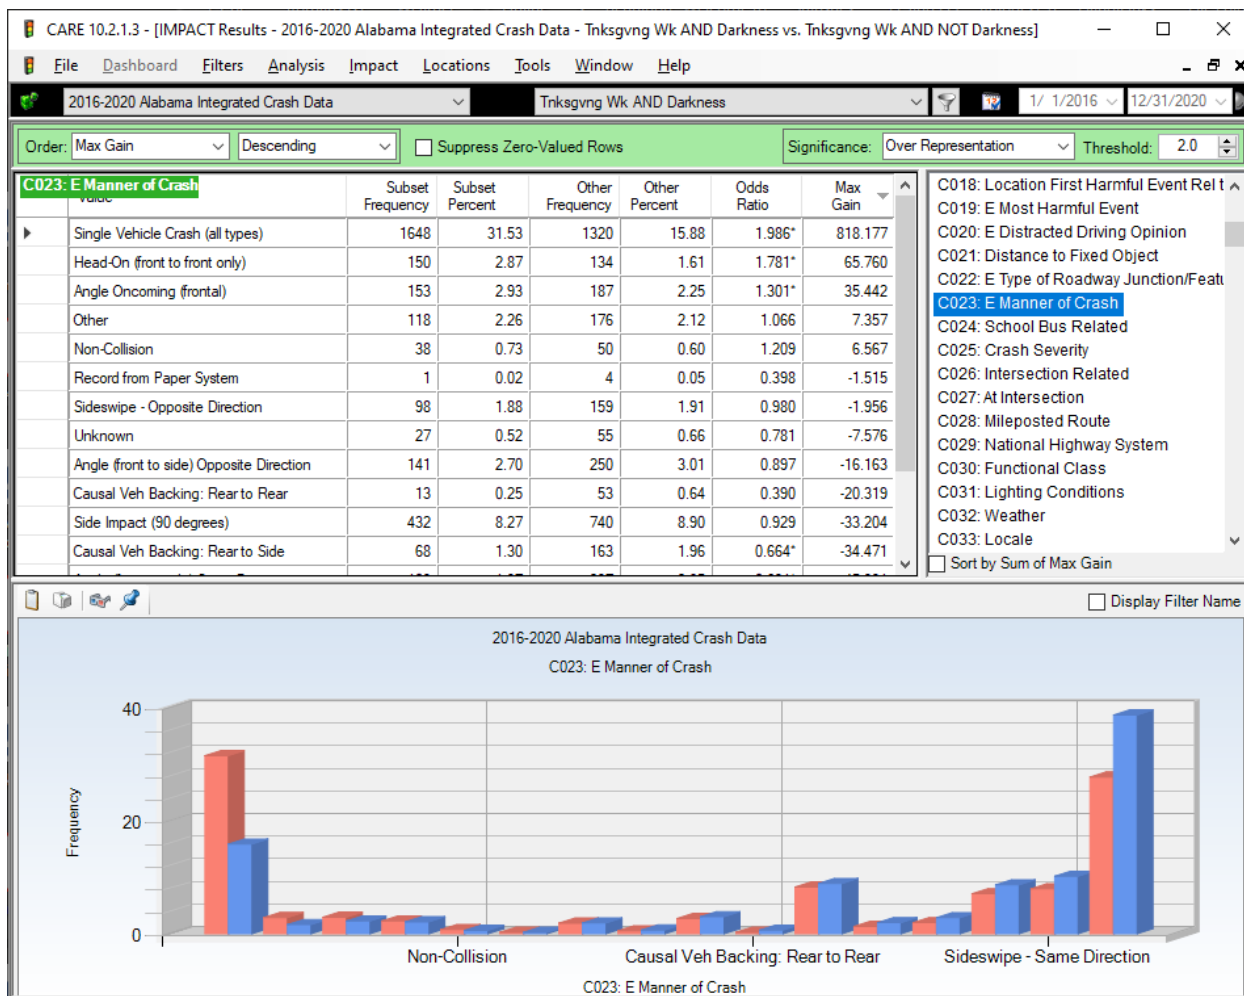 CARE 10.2.1.3 - [IMPACT Results - 2016-2020 Alabama Integrated Crash Data - Tnksgvng Wk AND Darkness vs. Tnksgvng Wk AND NOT Darkness]
File Dashboard Filters Analysis Impact Locations Tools Window Help
2016-2020 Alabama Integrated Crash Data Tnksgvng Wk AND Darkness 1/ 1/2016 12/31/2020
Order: Max Gain Descending Suppress Zero-Valued Rows Significance: Over Representation Threshold: 2.0
C023: E Manner of Crash Subset Frequency Subset Percent Other Frequency Other Percent Odds Ratio Max Gain
Single Vehicle Crash (all types) 1648 31.53 1320 15.88 1.986* 818.177
Head-On (front to front only) 150 2.87 134 1.61 1.781* 65.760
Angle Oncoming (frontal) 153 2.93 187 2.25 1.301* 35.442
Other 118 2.26 176 2.12 1.066 7.357
Non-Collision 38 0.73 50 0.60 1.209 6.567
Record from Paper System 1 0.02 4 0.05 0.398 -1.515
Sideswipe - Opposite Direction 98 1.88 159 1.91 0.980 -1.956
Unknown 27 0.52 55 0.66 0.781 -7.576
Angle (front to side) Opposite Direction 141 2.70 250 3.01 0.897 -16.163
Causal Veh Backing: Rear to Rear 13 0.25 53 0.64 0.390 -20.319
Side Impact (90 degrees) 432 8.27 740 8.90 0.929 -33.204
Causal Veh Backing: Rear to Side 68 1.30 163 1.96 0.664* -34.471
C018: Location First Harmful Event Rel t
C019: E Most Harmful Event
C020: E Distracted Driving Opinion
C021: Distance to Fixed Object
C022: E Type of Roadway Junction/Featu
C023: E Manner of Crash
C024: School Bus Related
C025: Crash Severity
C026: Intersection Related
C027: At Intersection
C028: Mileposted Route
C029: National Highway System
C030: Functional Class
C031: Lighting Conditions
C032: Weather
C033: Locale
Sort by Sum of Max Gain
Display Filter Name
2016-2020 Alabama Integrated Crash Data
C023: E Manner of Crash
40
20
0
Frequency
Non-Collision Causal Veh Backing: Rear to Rear Sideswipe - Same Direction
C023: E Manner of Crash